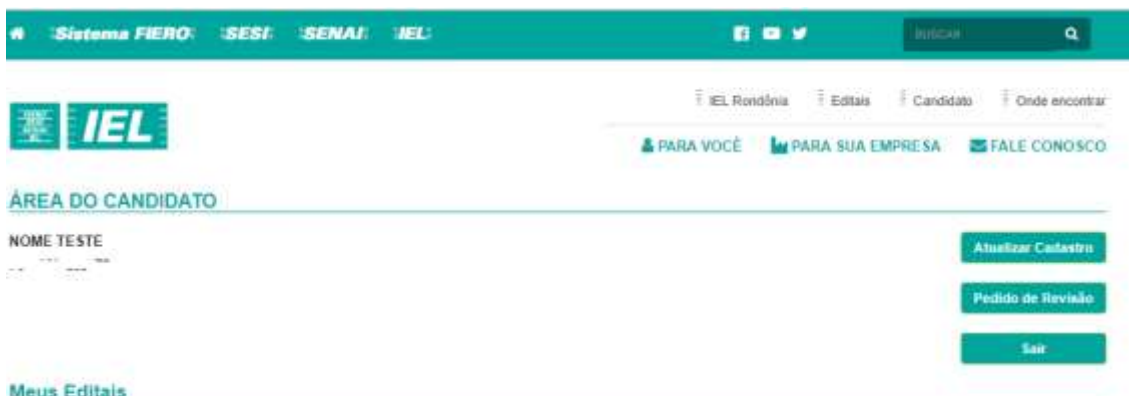 Sistema FIERO SESI SENAI IEL BUSCAR
IEL Rondônia Editais Candidato Onde encontrar
IEL
PARA VOCÊ PARA SUA EMPRESA FALE CONOSCO
ÁREA DO CANDIDATO
NOME TESTE
Atualizar Cadastro
Pedido de Revisão
Sair
Meus Editais